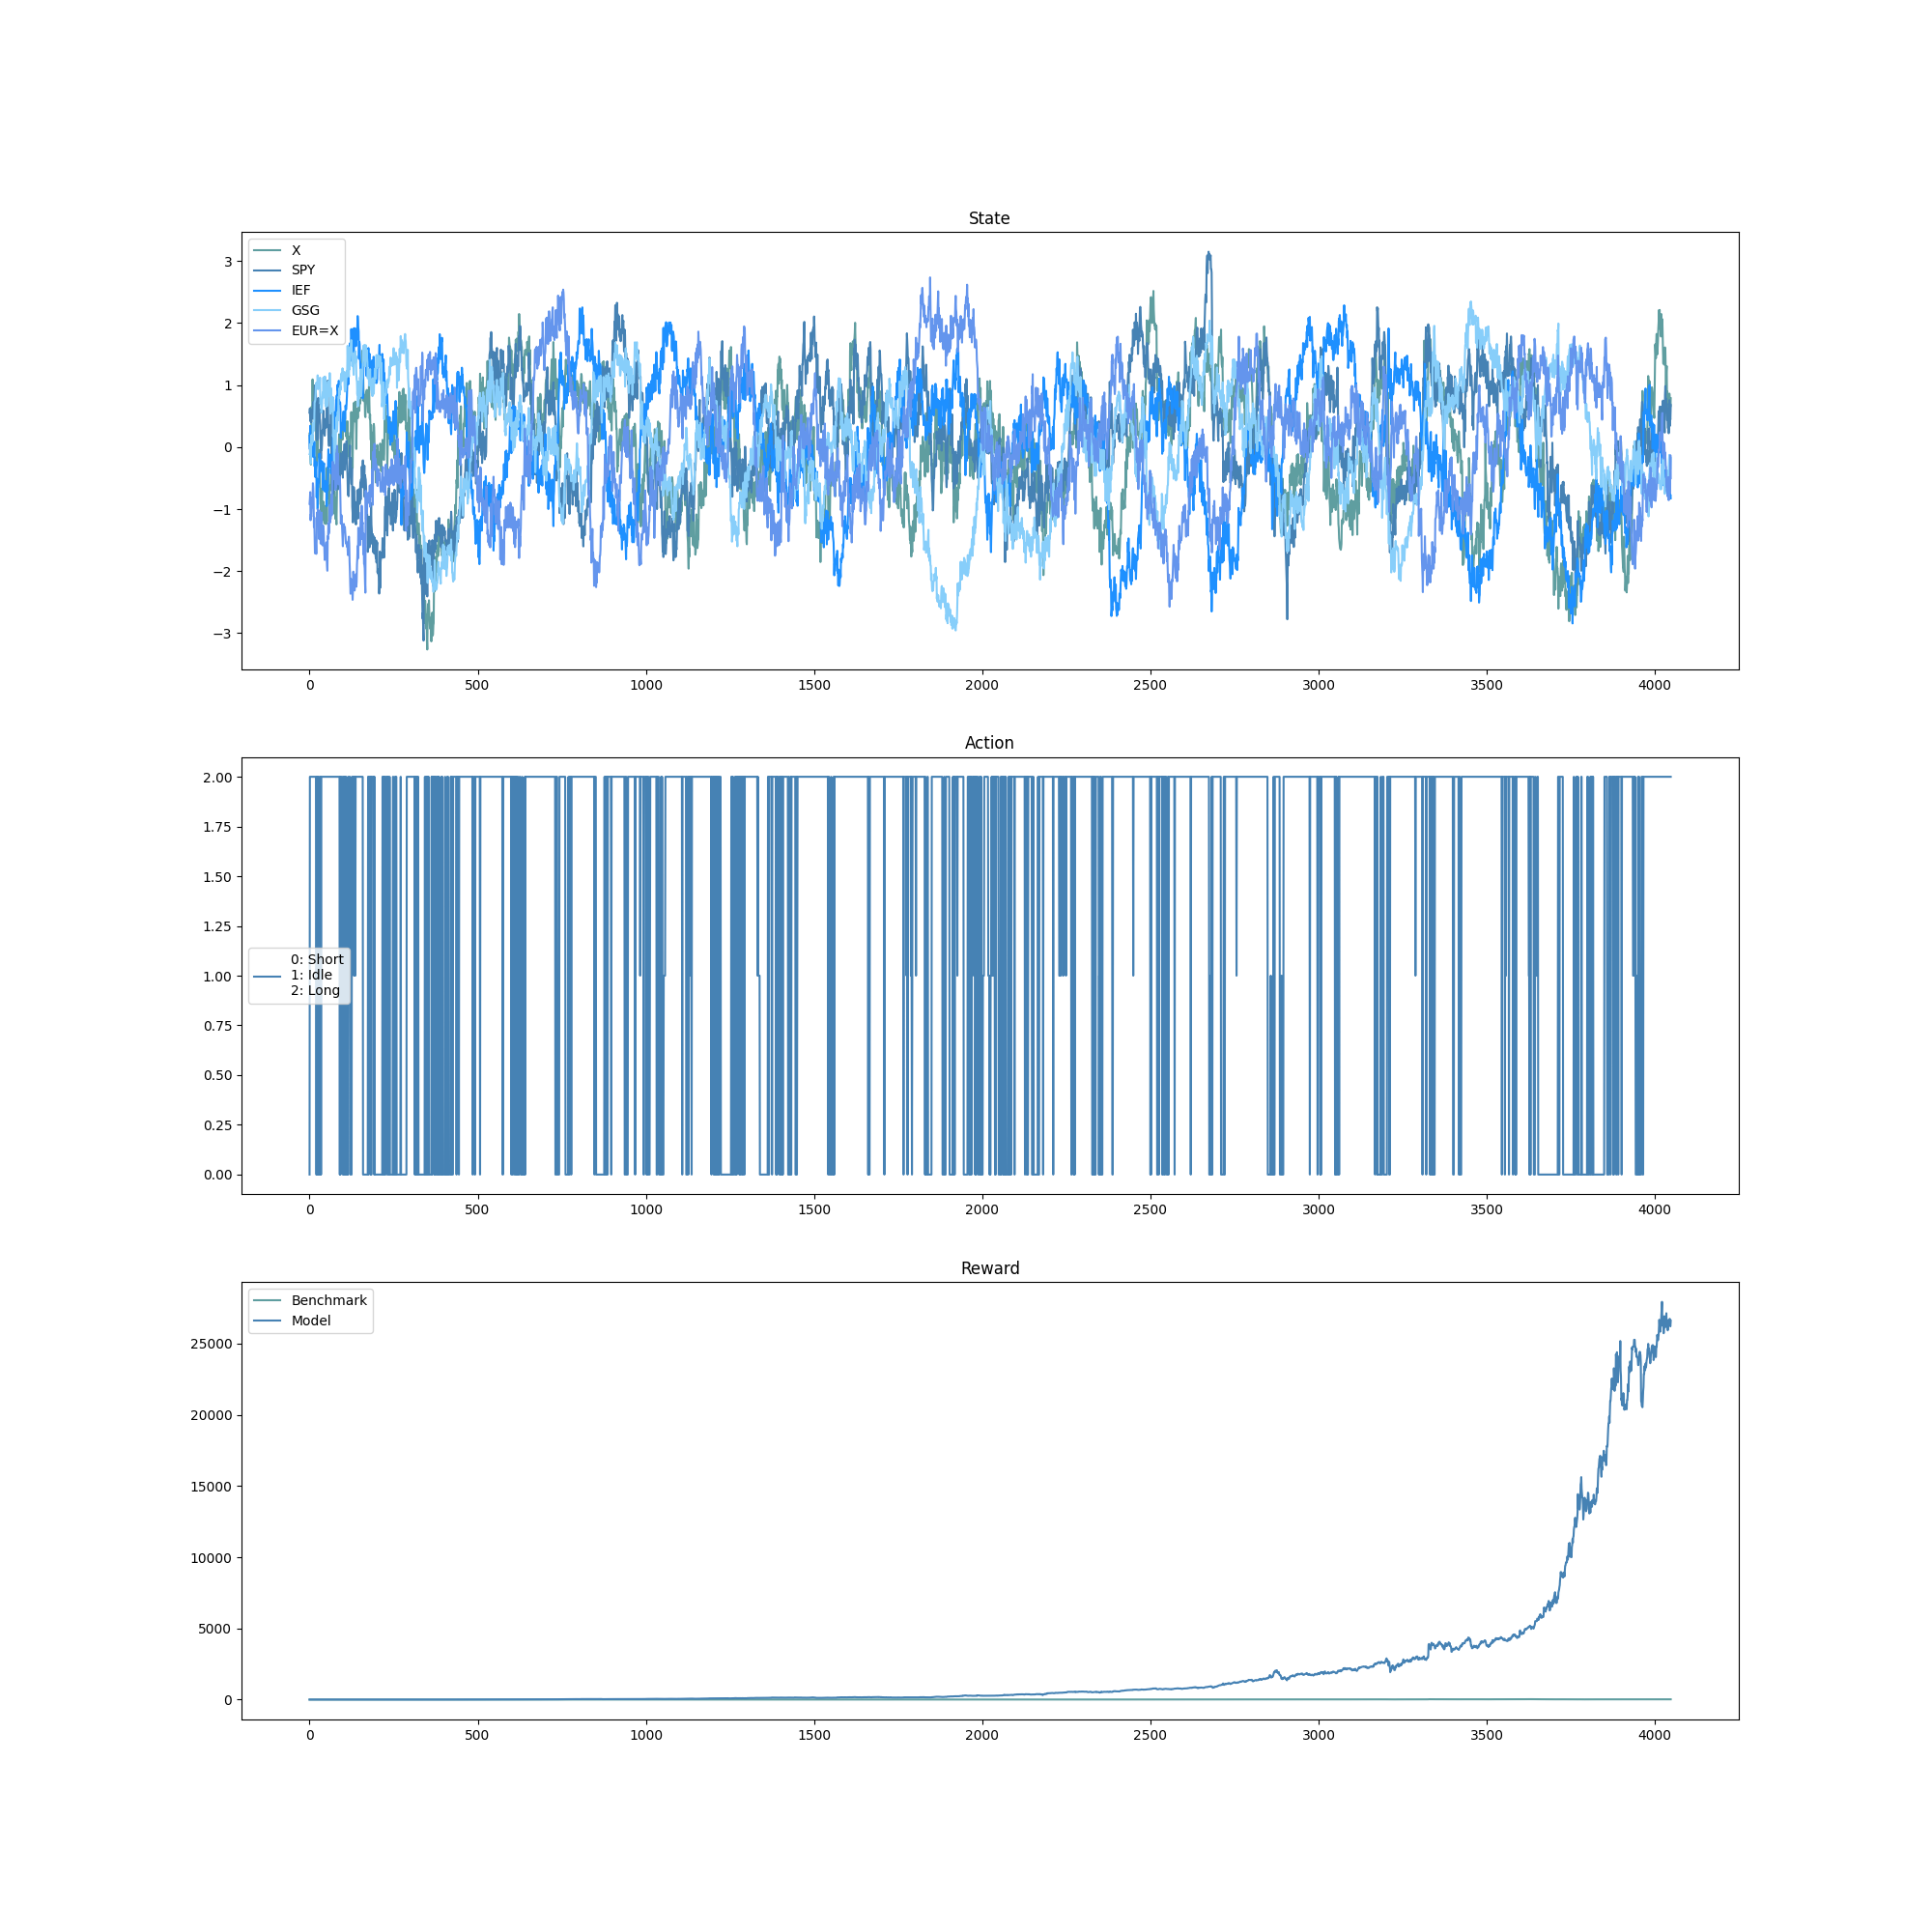 State
X
SPY
IEF
GSG
EUR=X
3
2
1
0
−1
−2
−3
0 500 1000 1500 2000 2500 3000 3500 4000
Action
2.00
1.75
1.50
1.25
1.00
0.75
0.50
0.25
0.00
0: Short
1: Idle
2: Long
0 500 1000 1500 2000 2500 3000 3500 4000
Reward
Benchmark
Model
25000
20000
15000
10000
5000
0
0 500 1000 1500 2000 2500 3000 3500 4000